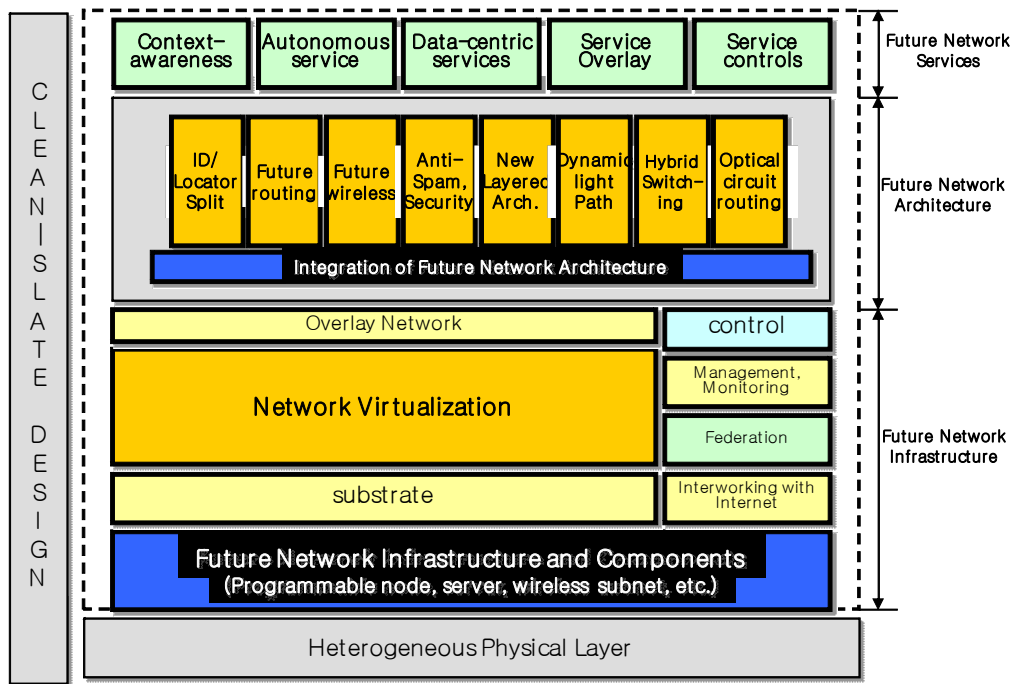 CLEAN SLATE DESIGN
Context-
awareness
Autonomous
service
Data-centric
services
Service
Overlay
Service
controls
Future Network
Services
ID/
Locator
Split
Future
routing
Future
wireless
Anti-
Spam,
Security
New
Layered
Arch.
Dynamic
light
Path
Hybrid
Switch-
ing
Optical
circuit
routing
Integration of Future Network Architecture
Future Network
Architecture
Overlay Network
control
Network Virtualization
Management,
Monitoring
Federation
substrate
Interworking with
Internet
Future Network
Infrastructure
Future Network Infrastructure and Components
(Programmable node, server, wireless subnet, etc.)
Heterogeneous Physical Layer